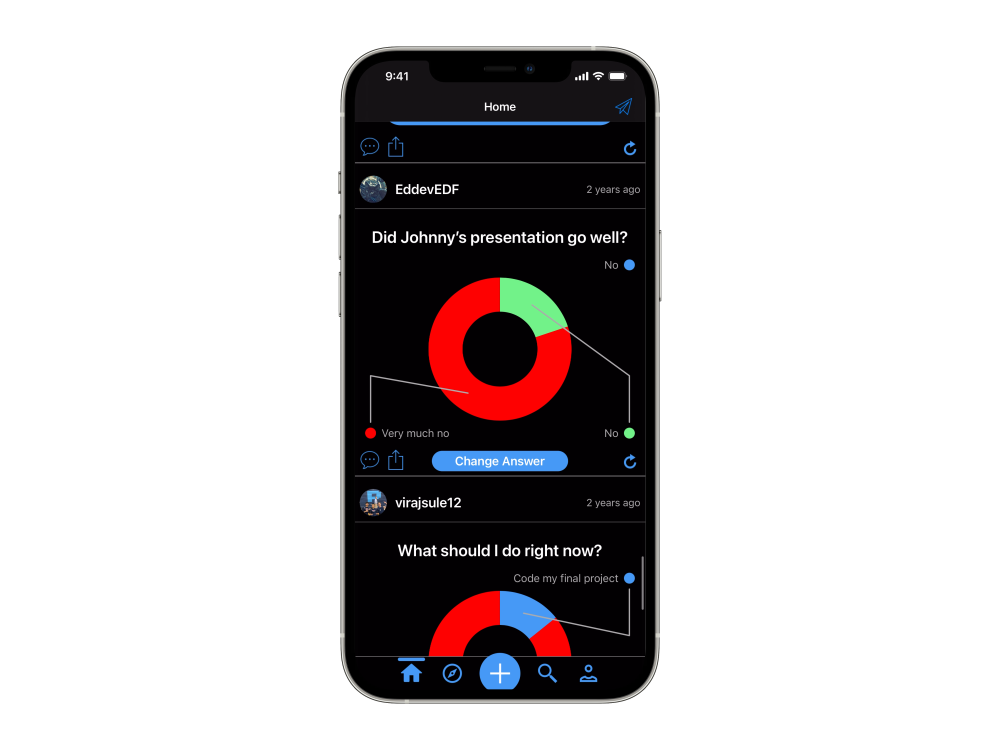 9:41
Home
EddevEDF
2 years ago
Did Johnny’s presentation go well?
No
Very much no
No
Change Answer
virajsule12
2 years ago
What should I do right now?
Code my final project